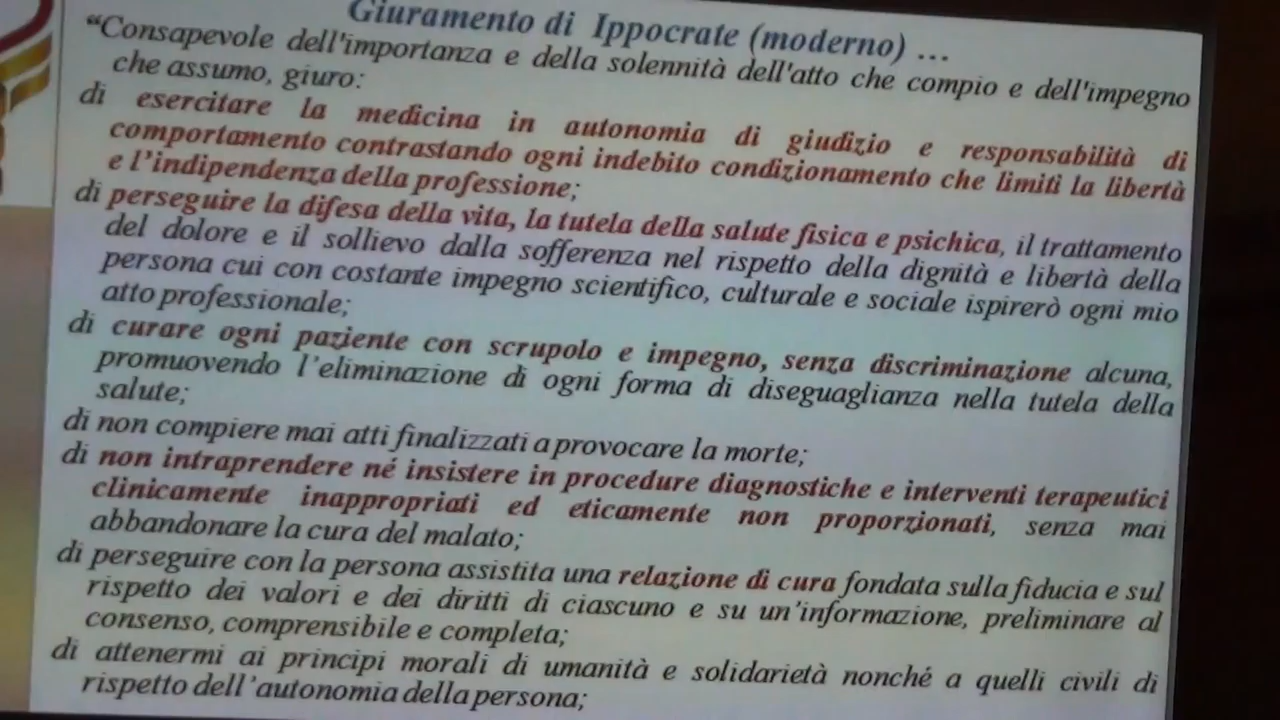 Giuramento di Ippocrate (moderno) ...
“Consapevole dell'importanza e della solennità dell'atto che compio e dell'impegno
che assumo, giuro:
di esercitare la medicina in autonomia di giudizio e responsabilità di
comportamento contrastando ogni indebito condizionamento che limiti la libertà
e l’indipendenza della professione;
di perseguire la difesa della vita, la tutela della salute fisica e psichica, il trattamento
del dolore e il sollievo dalla sofferenza nel rispetto della dignità e libertà della
persona cui con costante impegno scientifico, culturale e sociale ispirerò ogni mio
atto professionale;
di curare ogni paziente con scrupolo e impegno, senza discriminazione alcuna,
promuovendo l’eliminazione di ogni forma di diseguaglianza nella tutela della
salute;
di non compiere mai atti finalizzati a provocare la morte;
di non intraprendere né insistere in procedure diagnostiche e interventi terapeutici
clinicamente inappropriati ed eticamente non proporzionati, senza mai
abbandonare la cura del malato;
di perseguire con la persona assistita una relazione di cura fondata sulla fiducia e sul
rispetto dei valori e dei diritti di ciascuno e su un’informazione, preliminare al
consenso, comprensibile e completa;
di attenermi ai principi morali di umanità e solidarietà nonché a quelli civili di
rispetto dell’autonomia della persona;